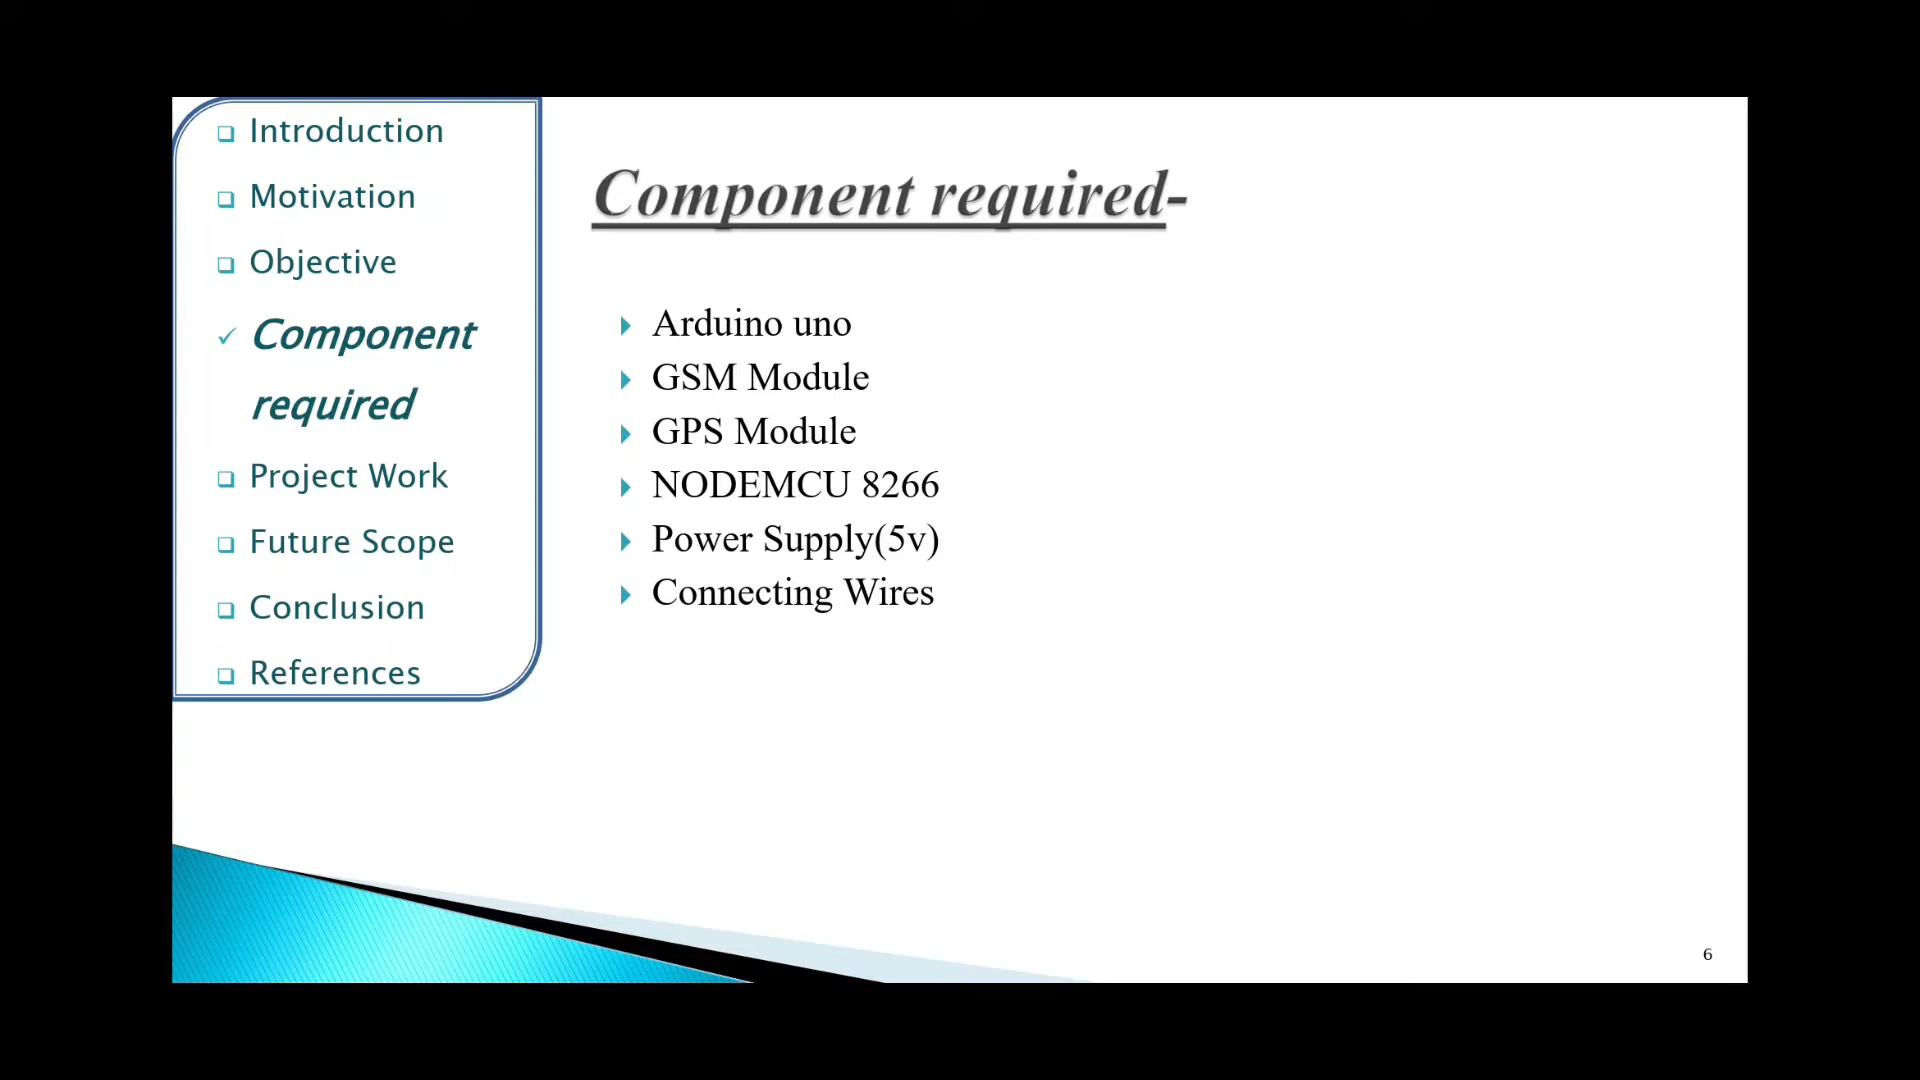 Introduction
Motivation
Objective
Component
required
Project Work
Future Scope
Conclusion
References
Component required-
Arduino uno
GSM Module
GPS Module
NODEMCU 8266
Power Supply(5v)
Connecting Wires
6